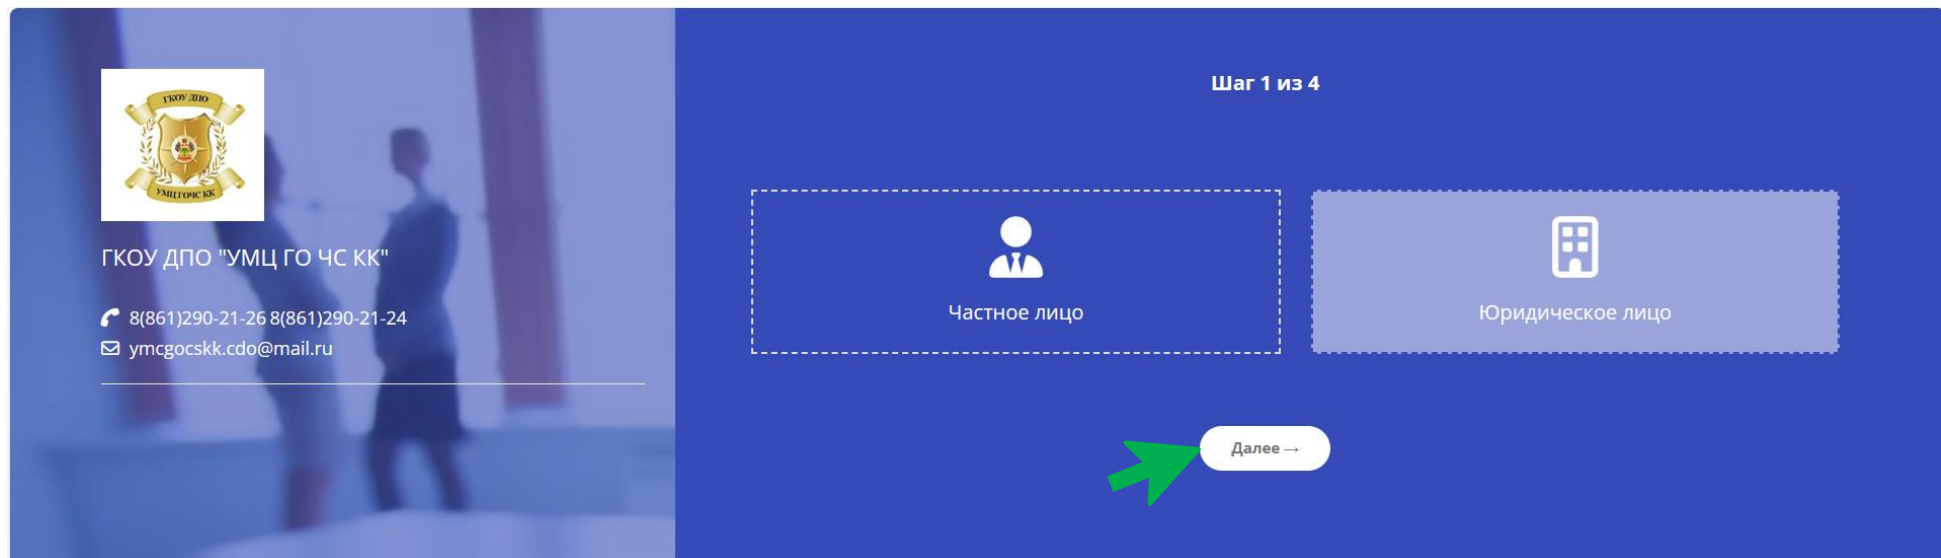 ГКОУ ДПО
УМЦ ГОЧС КК
ГКОУ ДПО "УМЦ ГО ЧС КК"
8(861)290-21-26 8(861)290-21-24
ymcgocskk.cdo@mail.ru
Шаг 1 из 4
Частное лицо
Юридическое лицо
Далее →